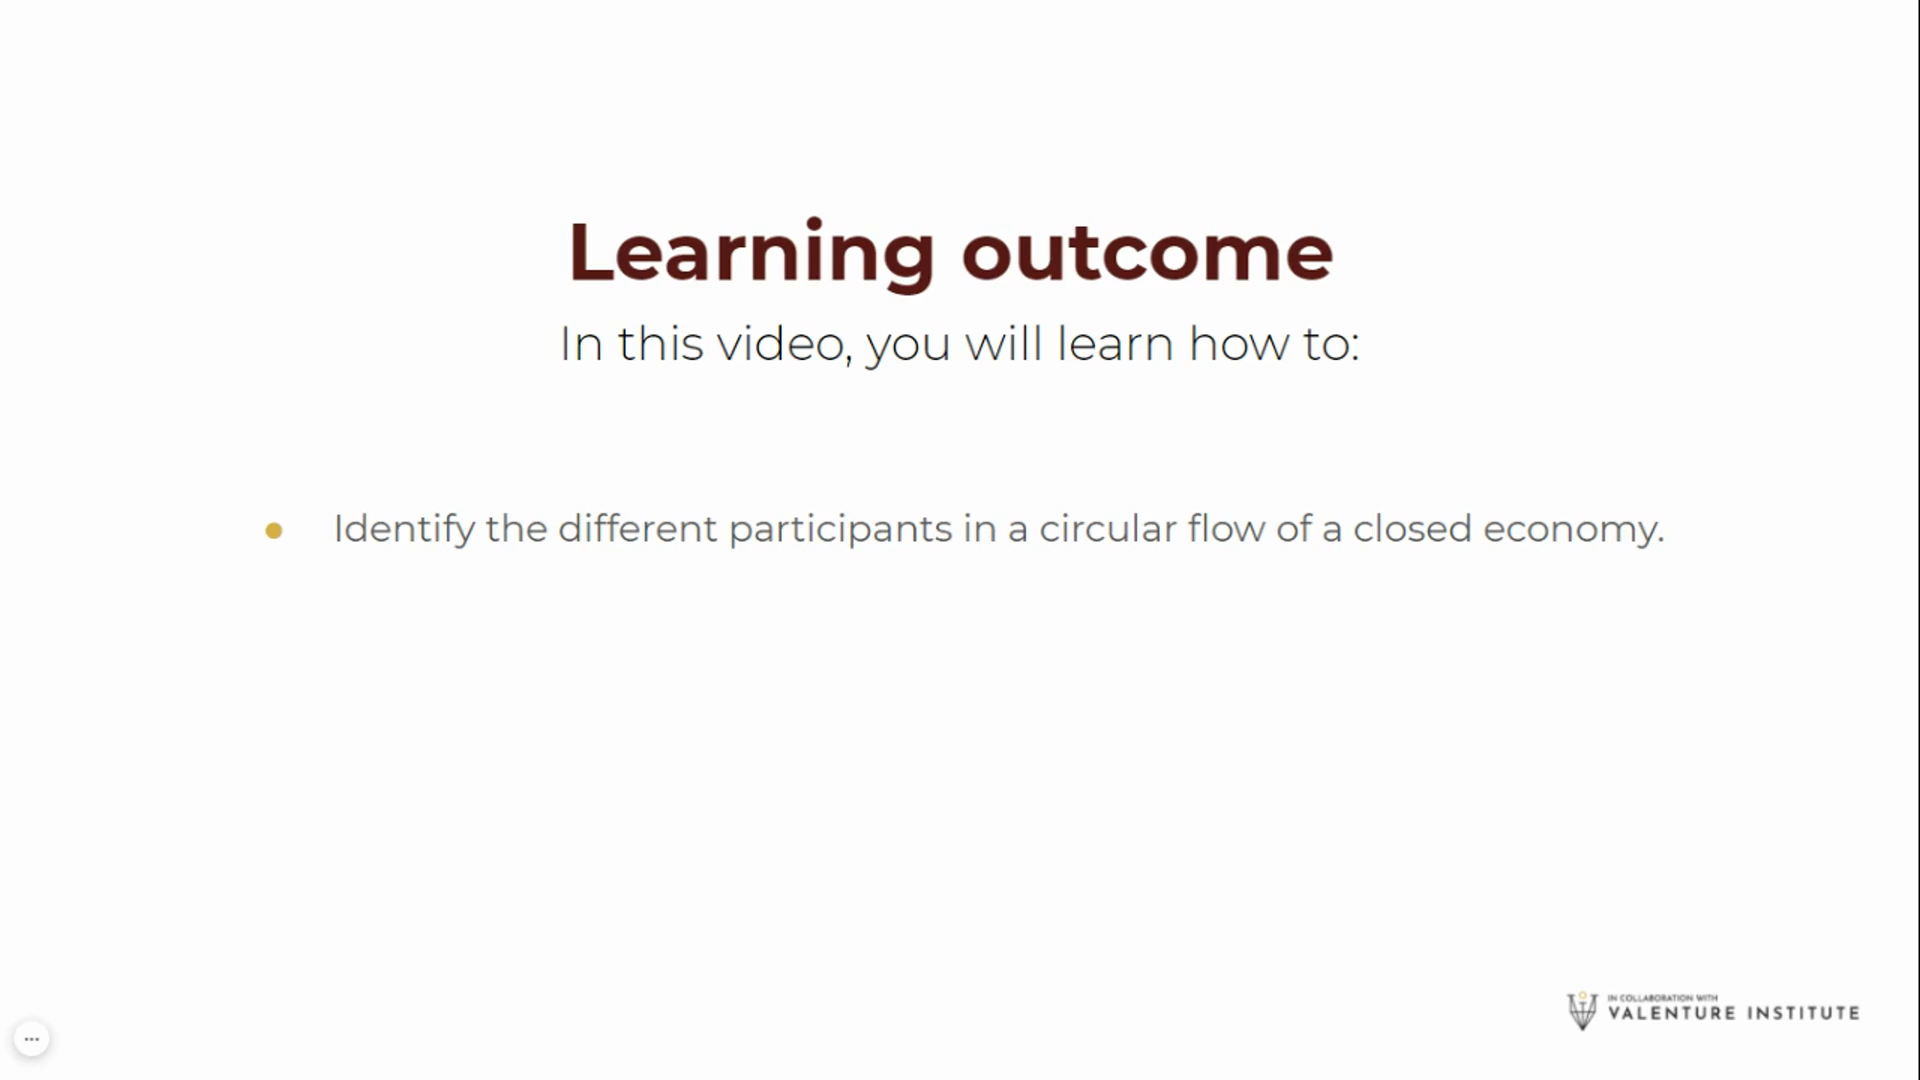 Learning outcome
In this video, you will learn how to:
Identify the different participants in a circular flow of a closed economy.
IN COLLABORATION WITH
VALENTURE INSTITUTE